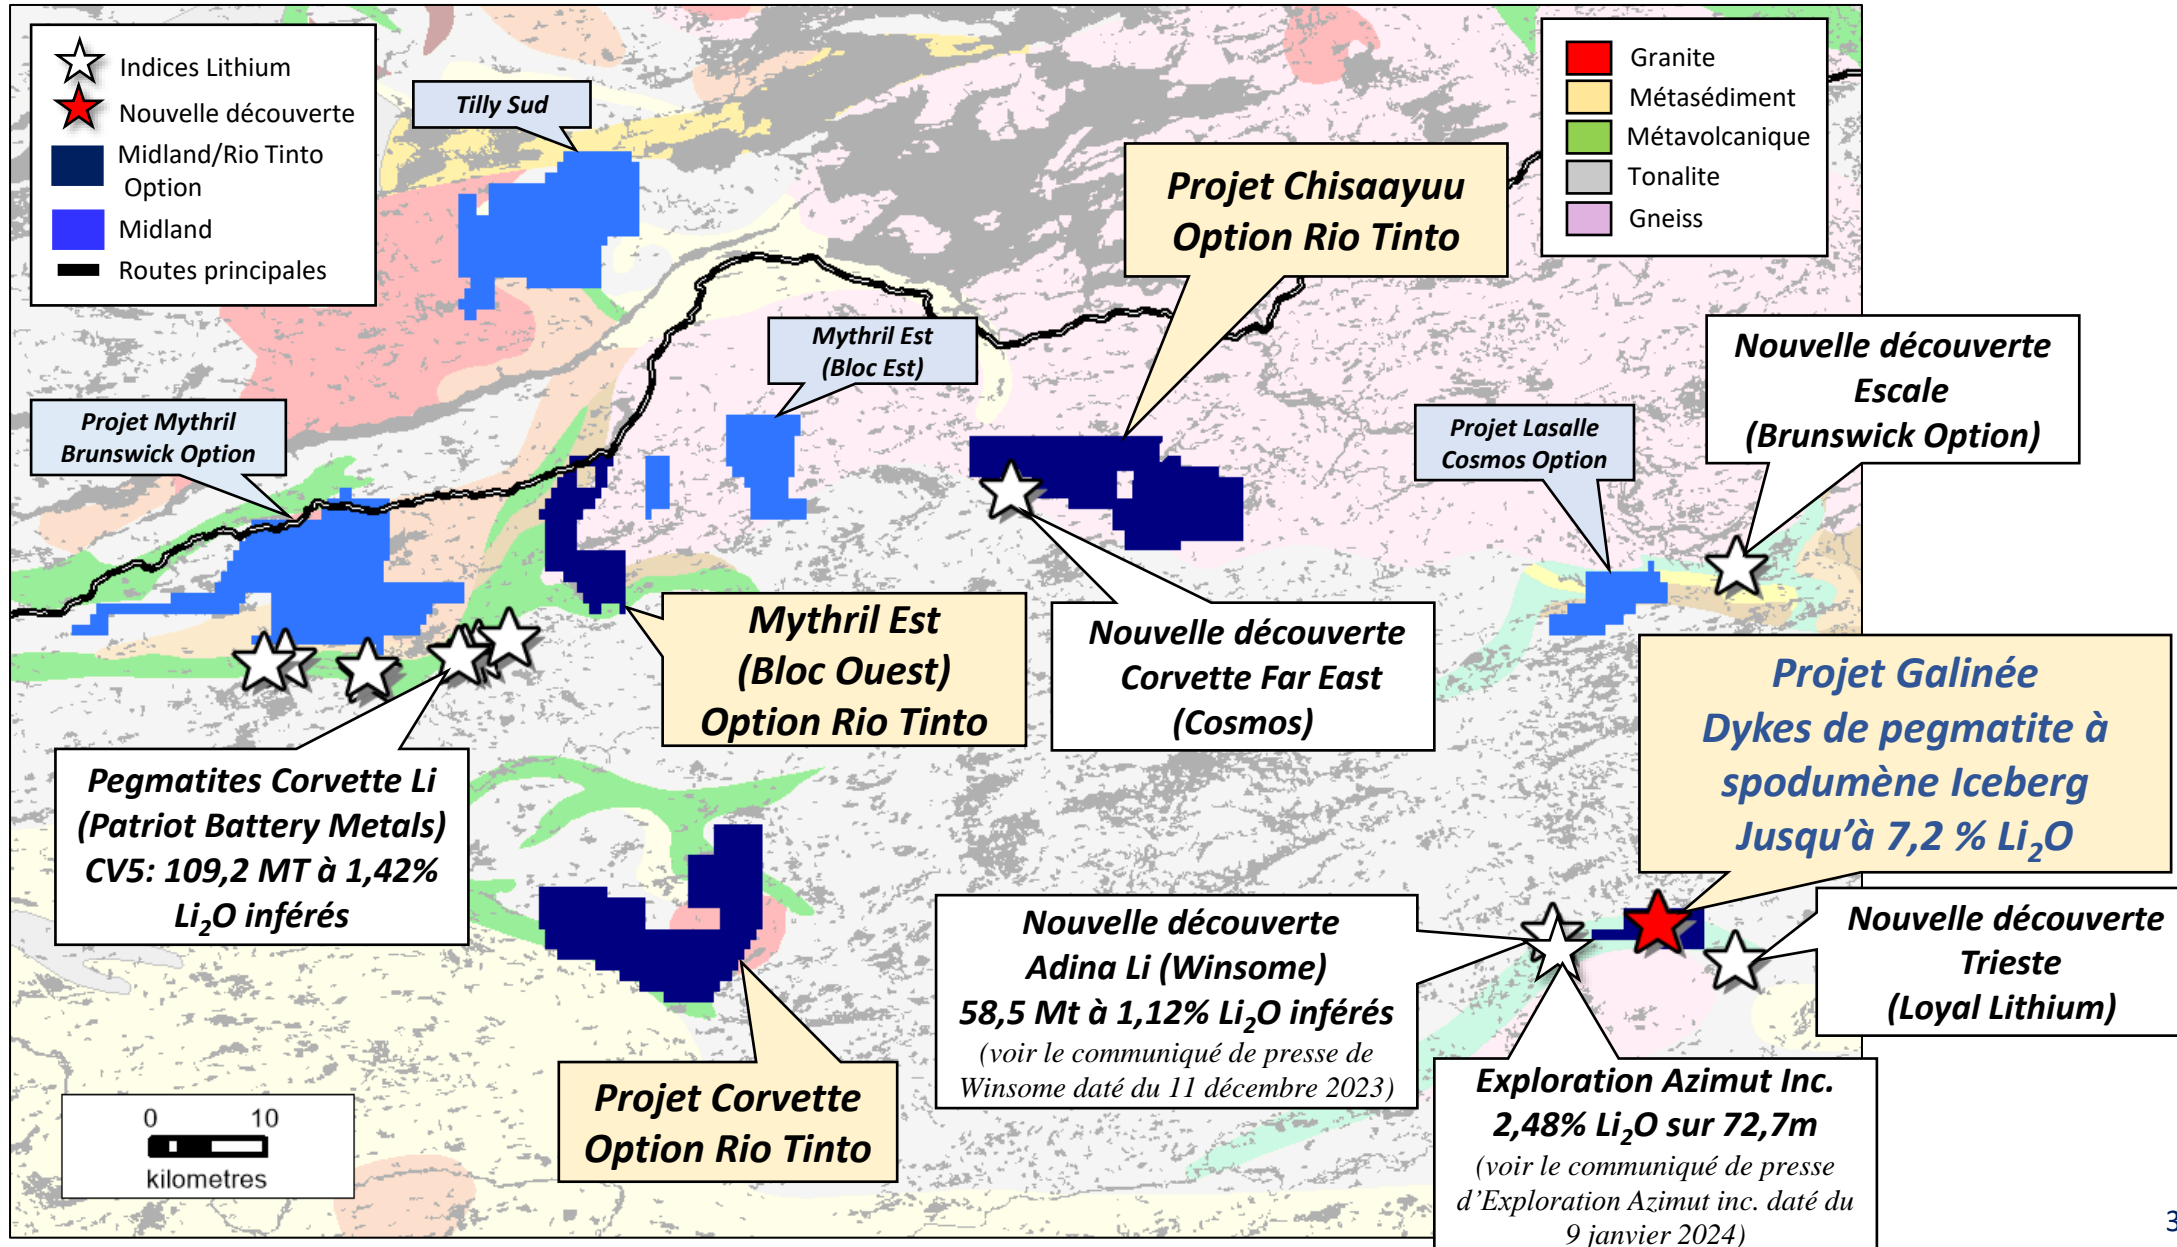 Indices Lithium
Nouvelle découverte
Midland/Rio Tinto
Option
Midland
Routes principales
Tilly Sud
Granite
Métasédiment
Métavolcanique
Tonalite
Gneiss
Projet Chisaayuu
Option Rio Tinto
Mythril Est
(Bloc Est)
Nouvelle découverte
Escale
(Brunswick Option)
Projet Mythril
Brunswick Option
Projet Lasalle
Cosmos Option
Mythril Est
(Bloc Ouest)
Option Rio Tinto
Nouvelle découverte
Corvette Far East
(Cosmos)
Projet Galinée
Dykes de pegmatite à
spodumène Iceberg
Jusqu'à 7,2 % Li₂O
Pegmatites Corvette Li
(Patriot Battery Metals)
CV5: 109,2 MT à 1,42%
Li₂O inférés
Nouvelle découverte
Adina Li (Winsome)
58,5 Mt à 1,12% Li₂O inférés
(voir le communiqué de presse de
Winsome daté du 11 décembre 2023)
Nouvelle découverte
Trieste
(Loyal Lithium)
Projet Corvette
Option Rio Tinto
Exploration Azimut Inc.
2,48% Li₂O sur 72,7m
(voir le communiqué de presse
d'Exploration Azimut inc. daté du
9 janvier 2024)
0 10
kilometres
3